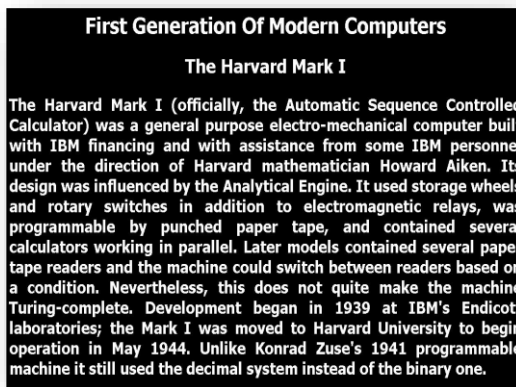 First Generation Of Modern Computers
The Harvard Mark I
The Harvard Mark I (officially, the Automatic Sequence Controlled
Calculator) was a general purpose electro-mechanical computer buil
with IBM financing and with assistance from some IBM personne
under the direction of Harvard mathematician Howard Aiken. Its
design was influenced by the Analytical Engine. It used storage wheels
and rotary switches in addition to electromagnetic relays, was
programmable by punched paper tape, and contained severa
calculators working in parallel. Later models contained several pape
tape readers and the machine could switch between readers based on
a condition. Nevertheless, this does not quite make the machine
Turing-complete. Development began in 1939 at IBM's Endicot
laboratories; the Mark I was moved to Harvard University to begin
operation in May 1944. Unlike Konrad Zuse's 1941 programmable
machine it still used the decimal system instead of the binary one.